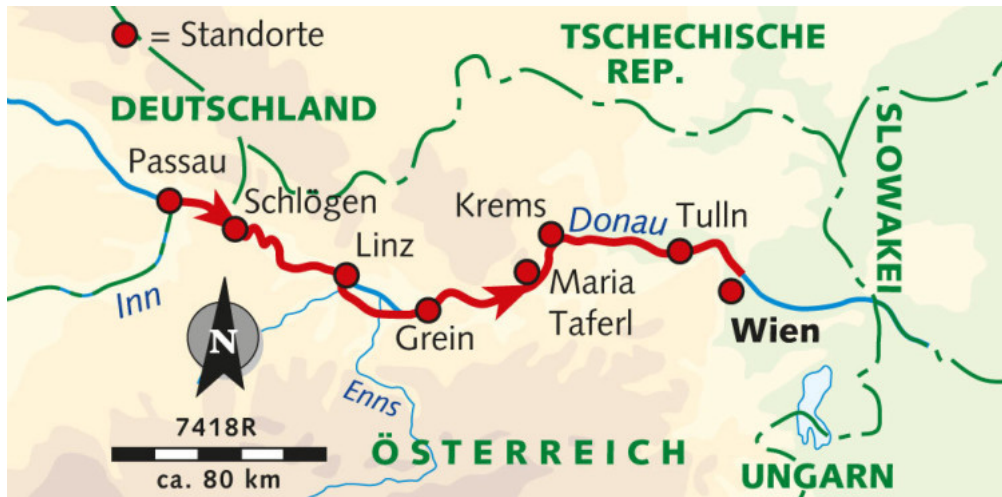 = Standorte
TSCHECHISCHE
REP.
DEUTSCHLAND
SLOWAKEI
Passau
Schlögen
Krems
Donau
Tulln
Linz
Inn
Maria
Taferl
Grein
Wien
N
Enns
7418R
ca. 80 km
ÖSTERREICH
UNGARN